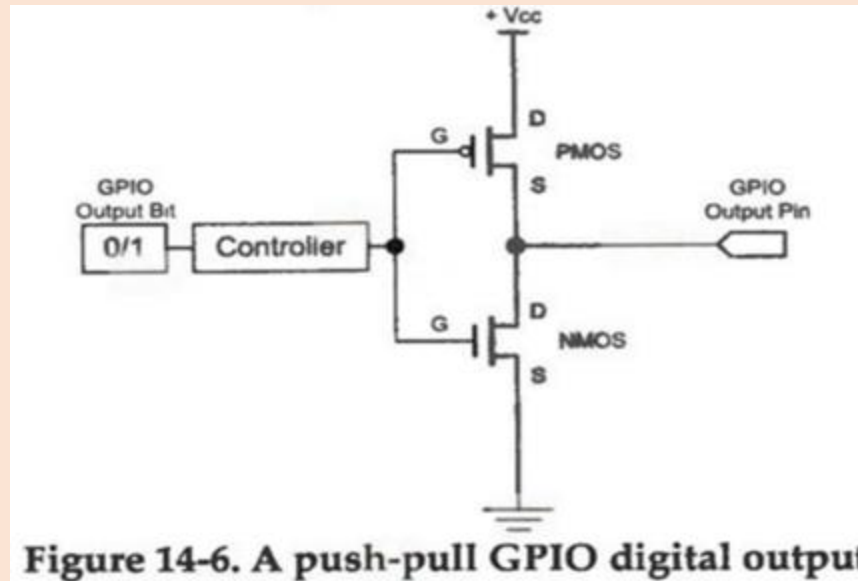 + Vcc
D
G
PMOS
S
GPIO
Output Bit
GPIO
Output Pin
0/1
Controller
D
G
NMOS
S
Figure 14-6. A push-pull GPIO digital output